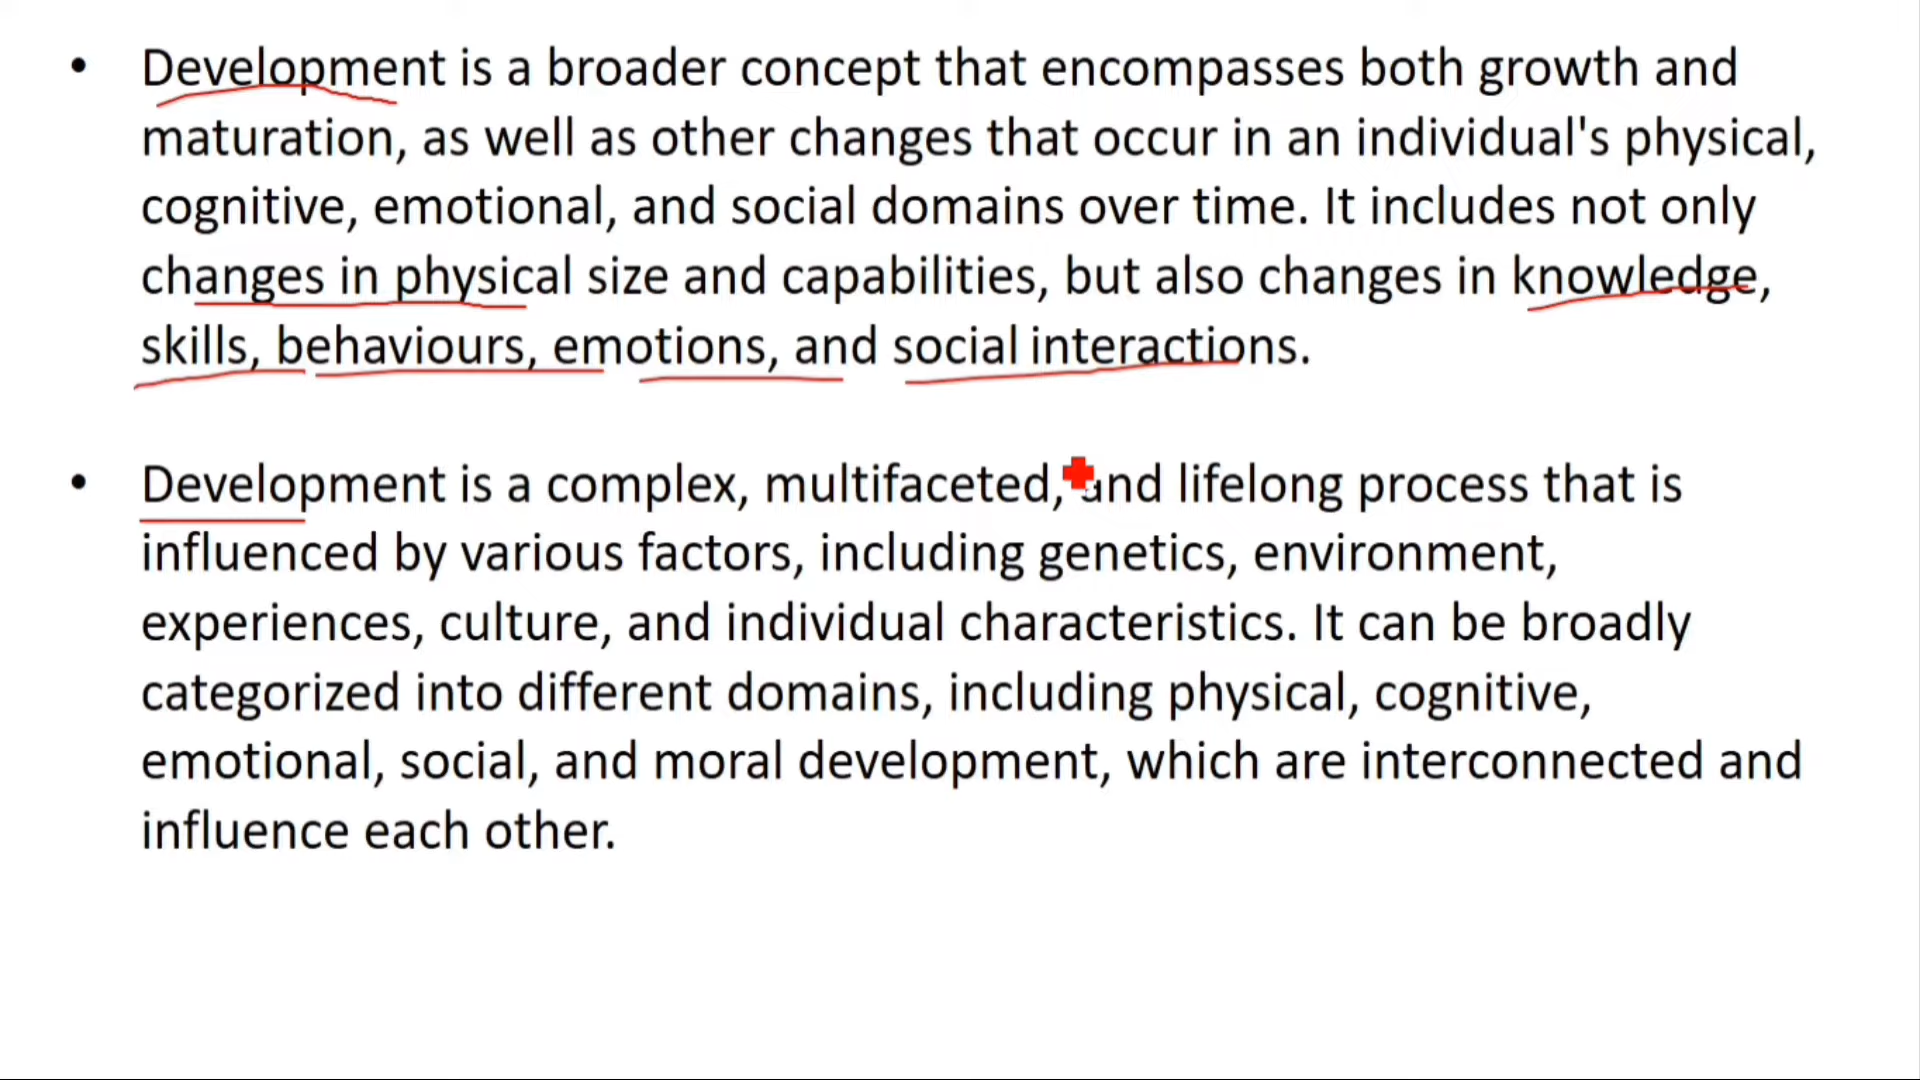 • Development is a broader concept that encompasses both growth and
maturation, as well as other changes that occur in an individual's physical,
cognitive, emotional, and social domains over time. It includes not only
changes in physical size and capabilities, but also changes in knowledge,
skills, behaviours, emotions, and social interactions.
• Development is a complex, multifaceted, and lifelong process that is
influenced by various factors, including genetics, environment,
experiences, culture, and individual characteristics. It can be broadly
categorized into different domains, including physical, cognitive,
emotional, social, and moral development, which are interconnected and
influence each other.